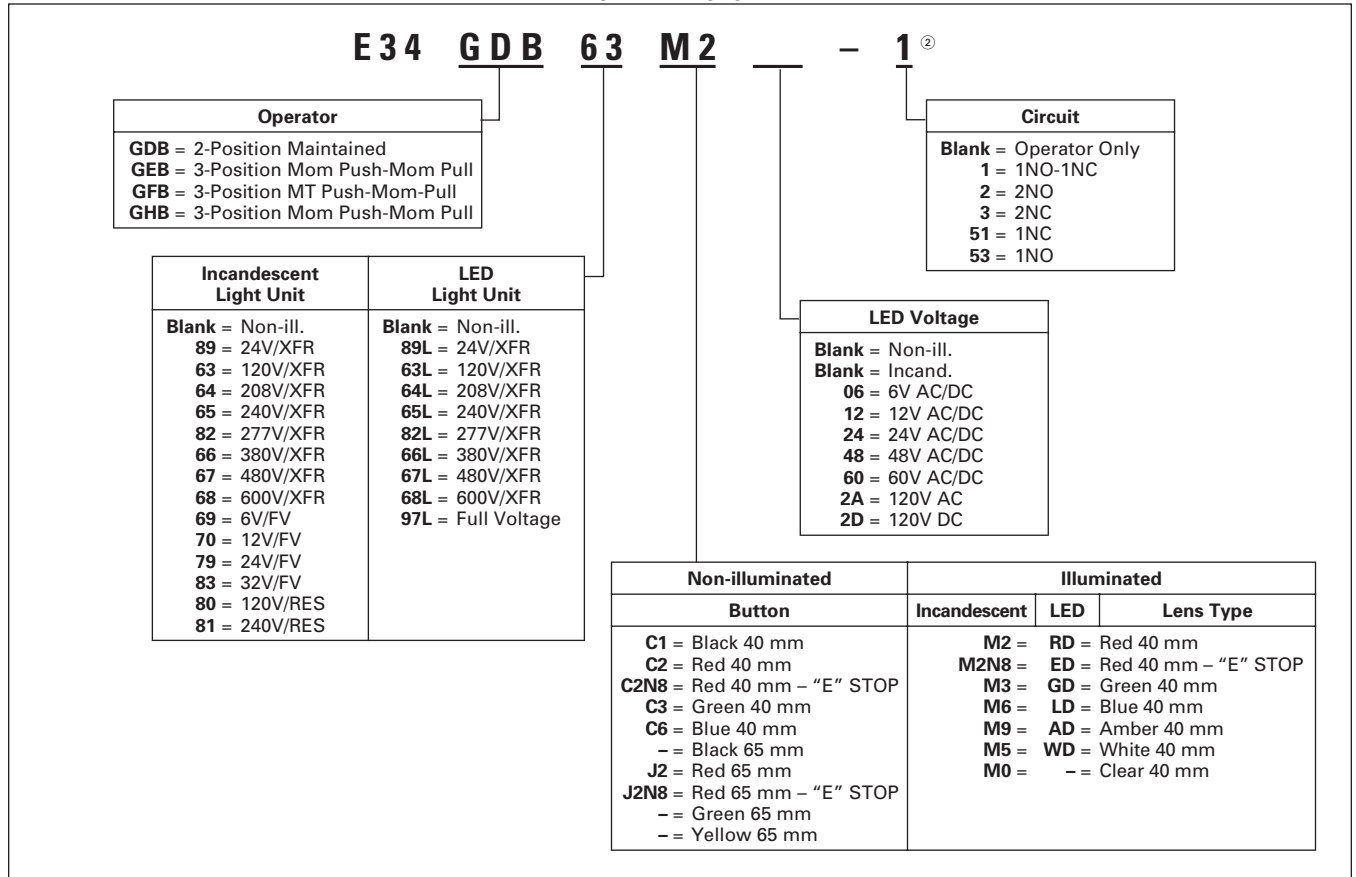 E34 GDB 63 M2 __ – 1 ②
Operator
GDB = 2-Position Maintained
GEB = 3-Position Mom Push-Mom Pull
GFB = 3-Position MT Push-Mom-Pull
GHB = 3-Position Mom Push-Mom Pull
Circuit
Blank = Operator Only
1 = 1NO-1NC
2 = 2NO
3 = 2NC
51 = 1NC
53 = 1NO
Incandescent
Light Unit
Blank = Non-ill.
89 = 24V/XFR
63 = 120V/XFR
64 = 208V/XFR
65 = 240V/XFR
82 = 277V/XFR
66 = 380V/XFR
67 = 480V/XFR
68 = 600V/XFR
69 = 6V/FV
70 = 12V/FV
79 = 24V/FV
83 = 32V/FV
80 = 120V/RES
81 = 240V/RES
LED
Light Unit
Blank = Non-ill.
89L = 24V/XFR
63L = 120V/XFR
64L = 208V/XFR
65L = 240V/XFR
82L = 277V/XFR
66L = 380V/XFR
67L = 480V/XFR
68L = 600V/XFR
97L = Full Voltage
LED Voltage
Blank = Non-ill.
Blank = Incand.
06 = 6V AC/DC
12 = 12V AC/DC
24 = 24V AC/DC
48 = 48V AC/DC
60 = 60V AC/DC
2A = 120V AC
2D = 120V DC
Non-illuminated
Button
C1 = Black 40 mm
C2 = Red 40 mm
C2N8 = Red 40 mm – “E” STOP
C3 = Green 40 mm
C6 = Blue 40 mm
– = Black 65 mm
J2 = Red 65 mm
J2N8 = Red 65 mm – “E” STOP
– = Green 65 mm
– = Yellow 65 mm
Illuminated
Incandescent LED Lens Type
M2 = RD = Red 40 mm
M2N8 = ED = Red 40 mm – “E” STOP
M3 = GD = Green 40 mm
M6 = LD = Blue 40 mm
M9 = AD = Amber 40 mm
M5 = WD = White 40 mm
M0 = – = Clear 40 mm